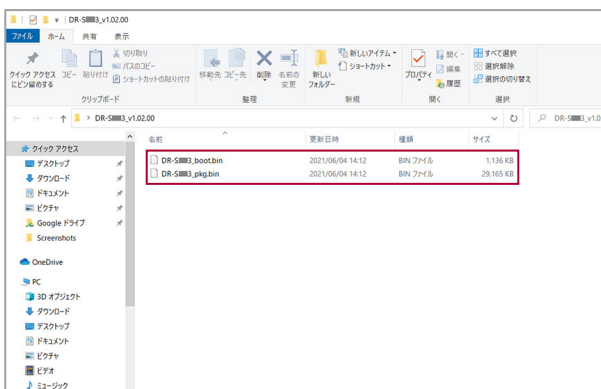 DR-SⅢⅢ3_v1.02.00
ファイル ホーム 共有 表示
クイック アクセス
にピン留めする
コピー
貼り付け
切り取り
パスのコピー
ショートカットの貼り付け
移動先
コピー先
削除
名前の
変更
新しい
フォルダー
新しいアイテム
ショートカット
プロパティ
開く
編集
履歴
すべて選択
選択解除
選択の切り替え
クリップボード 整理 新規 開く 選択
DR-SⅢⅢ3_v1.02.00
DR-SⅢⅢ3_v1.0
名前 更新日時 種類 サイズ
DR-SⅢⅢ3_boot.bin 2021/06/04 14:12 BIN ファイル 1,136 KB
DR-SⅢⅢ3_pkg.bin 2021/06/04 14:12 BIN ファイル 29,165 KB
クイック アクセス
デスクトップ
ダウンロード
ドキュメント
ピクチャ
Google ドライブ
Screenshots
OneDrive
PC
3D オブジェクト
ダウンロード
デスクトップ
ドキュメント
ピクチャ
ビデオ
ミュージック